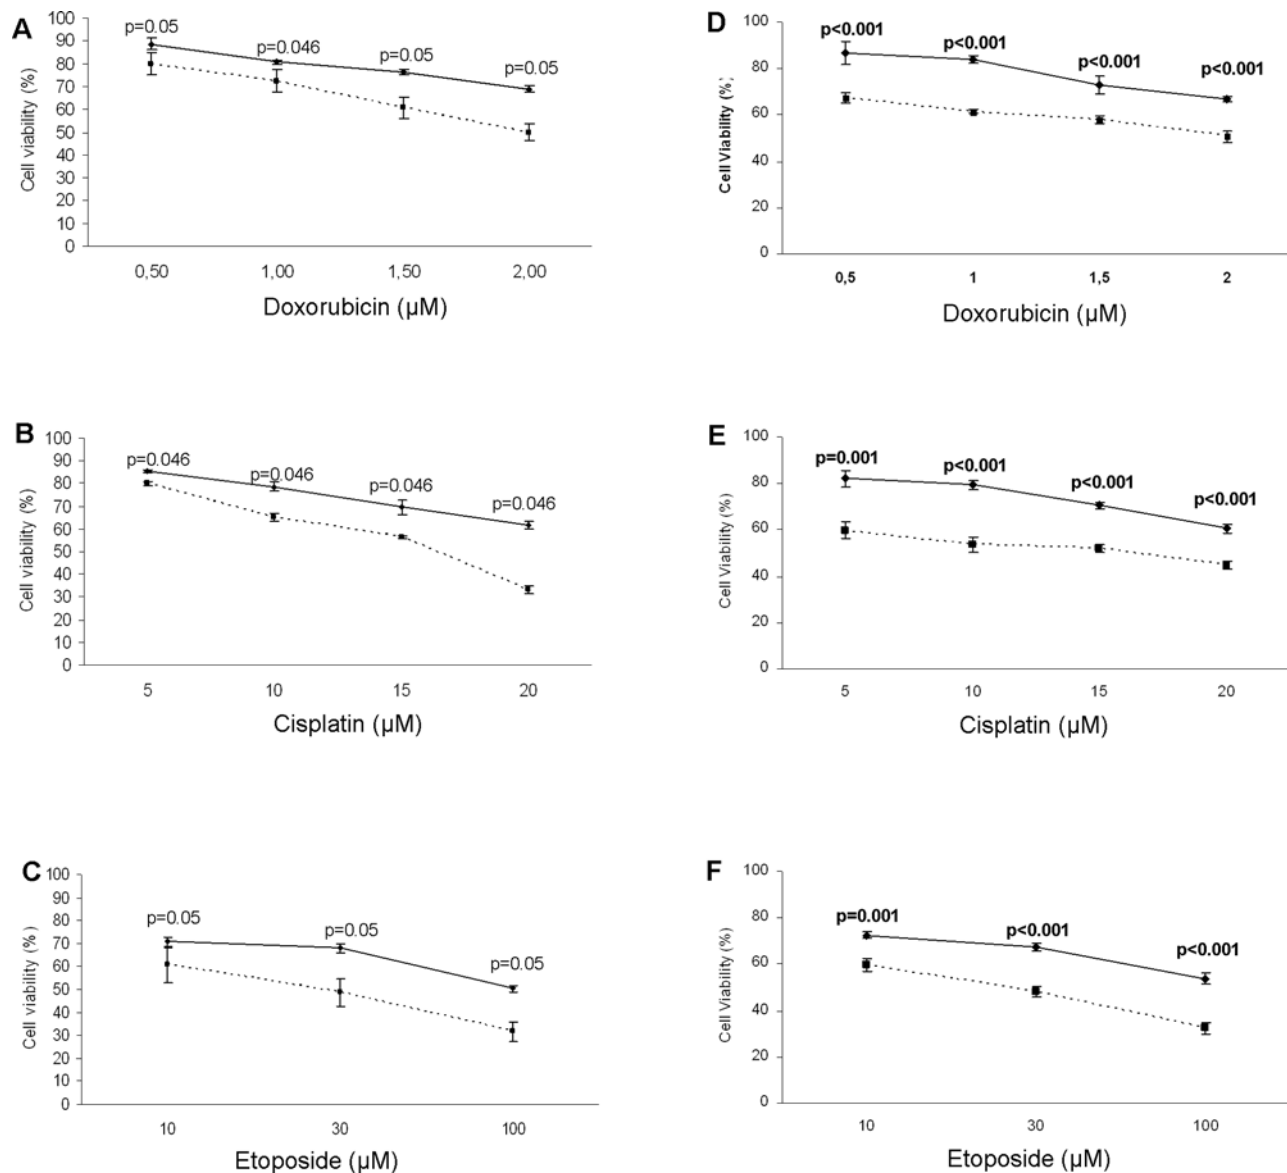 A
Cell viability (%)
100
90
80
70
60
50
40
30
20
10
0
p=0.05
p=0.046
p=0.05
p=0.05
0,50
1,00
1,50
2,00
Doxorubicin (µM)
D
Cell Viability (%)
100
80
60
40
20
0
p<0.001
p<0.001
p<0.001
p<0.001
0,5
1
1,5
2
Doxorubicin (µM)
B
Cell viability (%)
100
90
80
70
60
50
40
30
20
10
0
p=0.046
p=0.046
p=0.046
p=0.046
5
10
15
20
Cisplatin (µM)
E
Cell Viability (%)
100
80
60
40
20
0
p=0.001
p<0.001
p<0.001
p<0.001
5
10
15
20
Cisplatin (µM)
C
Cell viability (%)
100
90
80
70
60
50
40
30
20
10
0
p=0.05
p=0.05
p=0.05
10
30
100
Etoposide (µM)
F
Cell Viability (%)
100
80
60
40
20
0
p=0.001
p<0.001
p<0.001
10
30
100
Etoposide (µM)